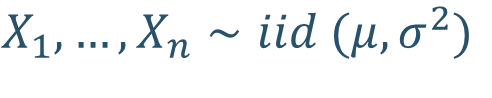 X₁, ..., Xₙ ~ iid (μ, σ²)